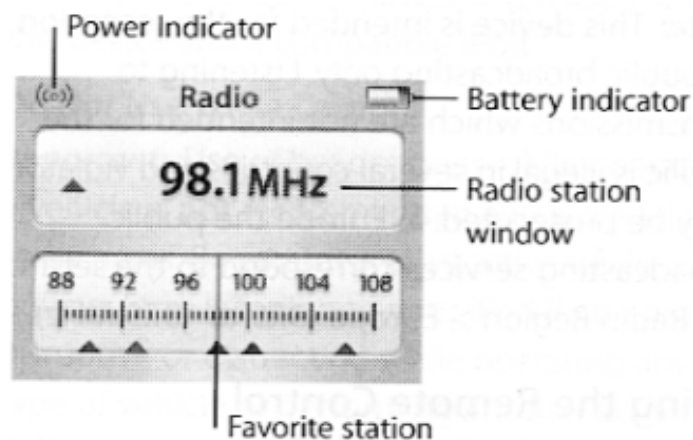 Power Indicator
Radio
Battery indicator
98.1 MHz
Radio station
window
88 92 96 100 104 108
Favorite station